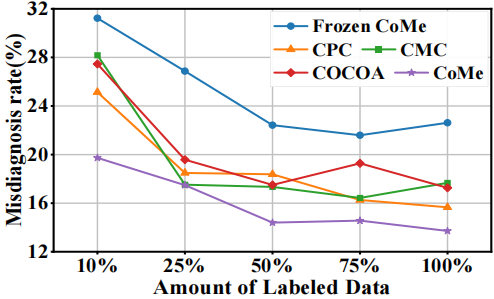 32
28
24
20
16
12
Misdiagnosis rate(%)
Frozen CoMe
CPC CMC
COCOA CoMe
10% 25% 50% 75% 100%
Amount of Labeled Data